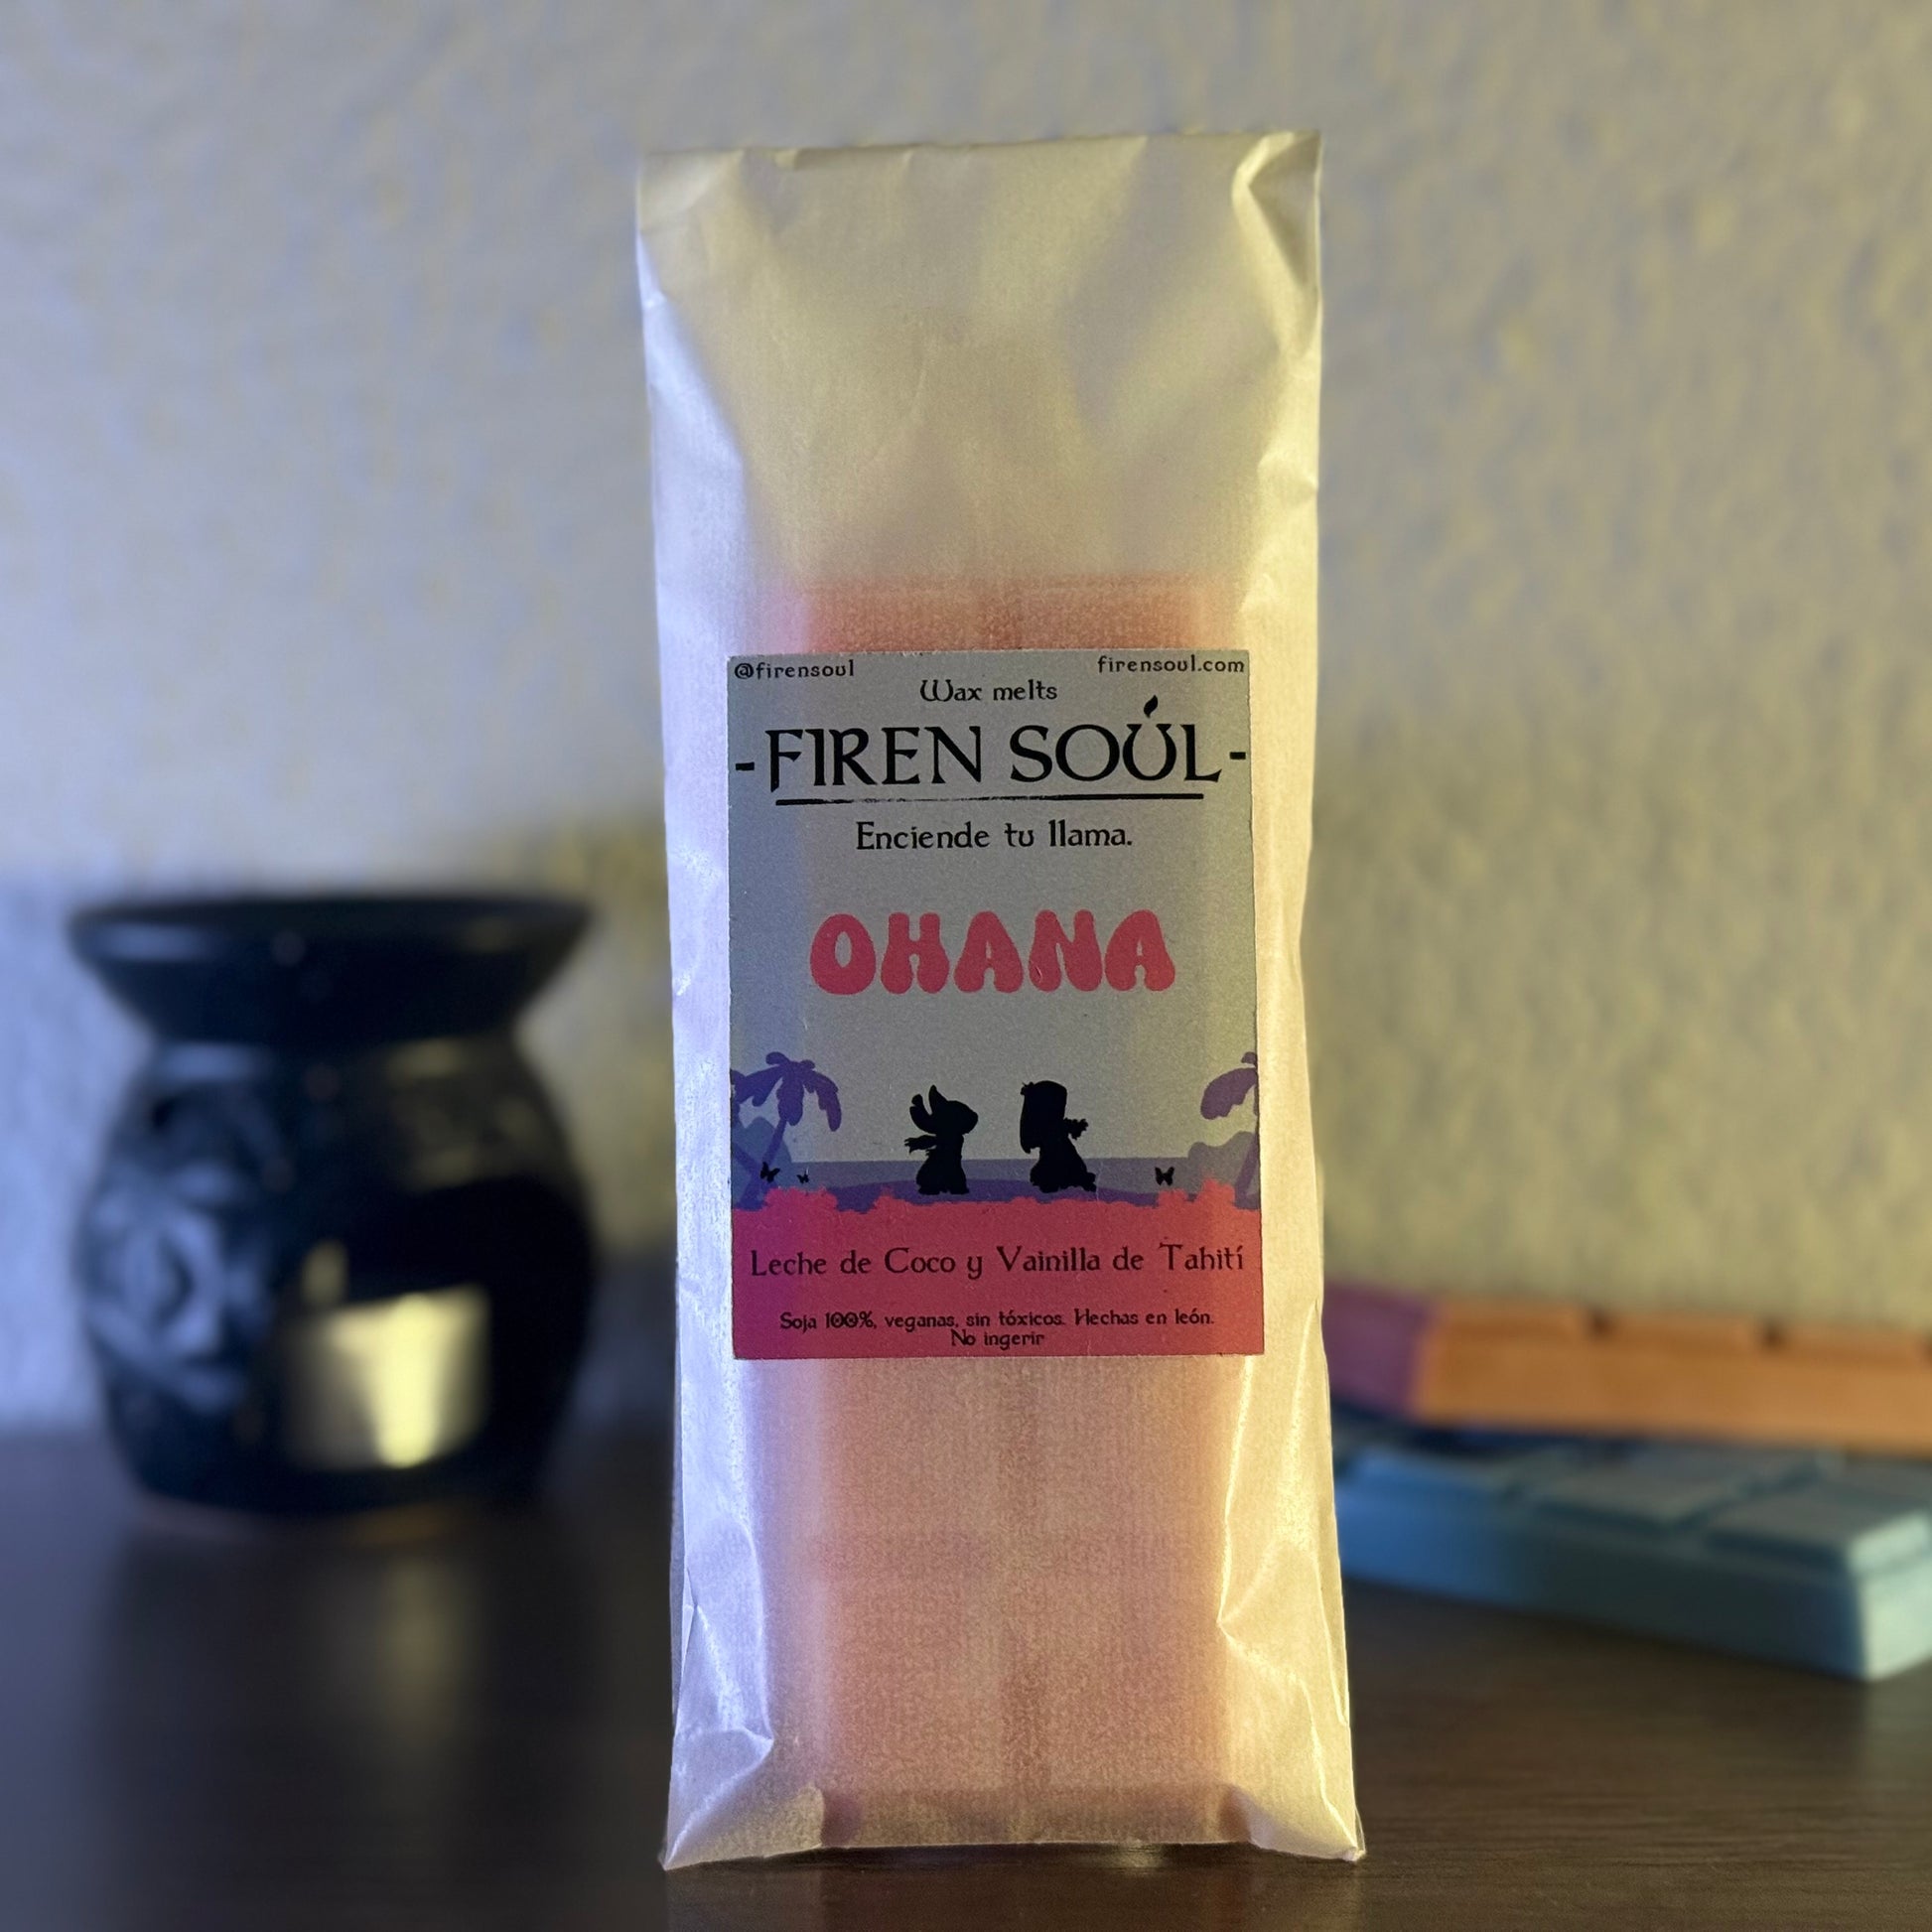 @firensoul
firensoul.com
Wax melts
-FIREN SOUL-
Enciende tu llama.
OHANA
Leche de Coco y Vainilla de Tahití
Soja 100%, veganas, sin tóxicos. Hechas en león.
No ingerir